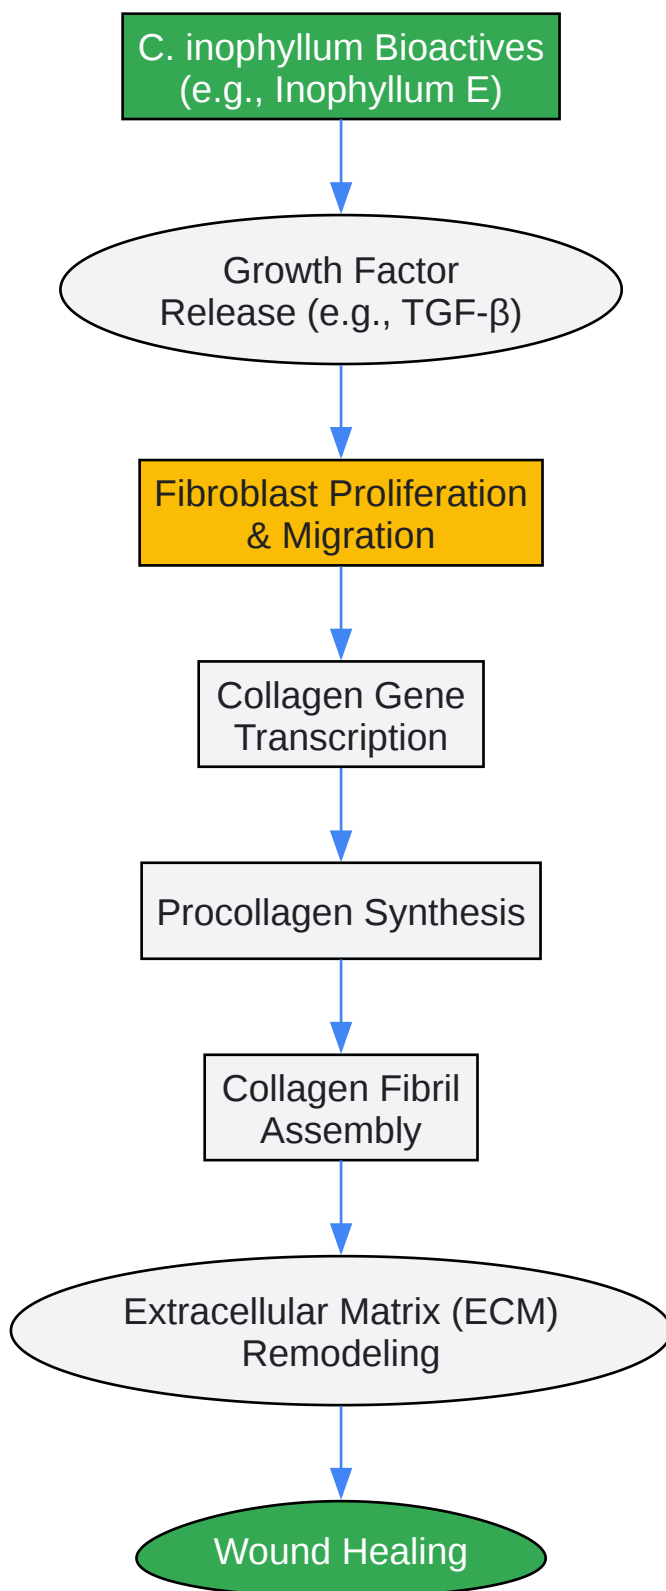 C. inophyllum Bioactives
(e.g., Inophyllum E)
Growth Factor
Release (e.g., TGF-β)
Fibroblast Proliferation
& Migration
Collagen Gene
Transcription
Procollagen Synthesis
Collagen Fibril
Assembly
Extracellular Matrix (ECM)
Remodeling
Wound Healing